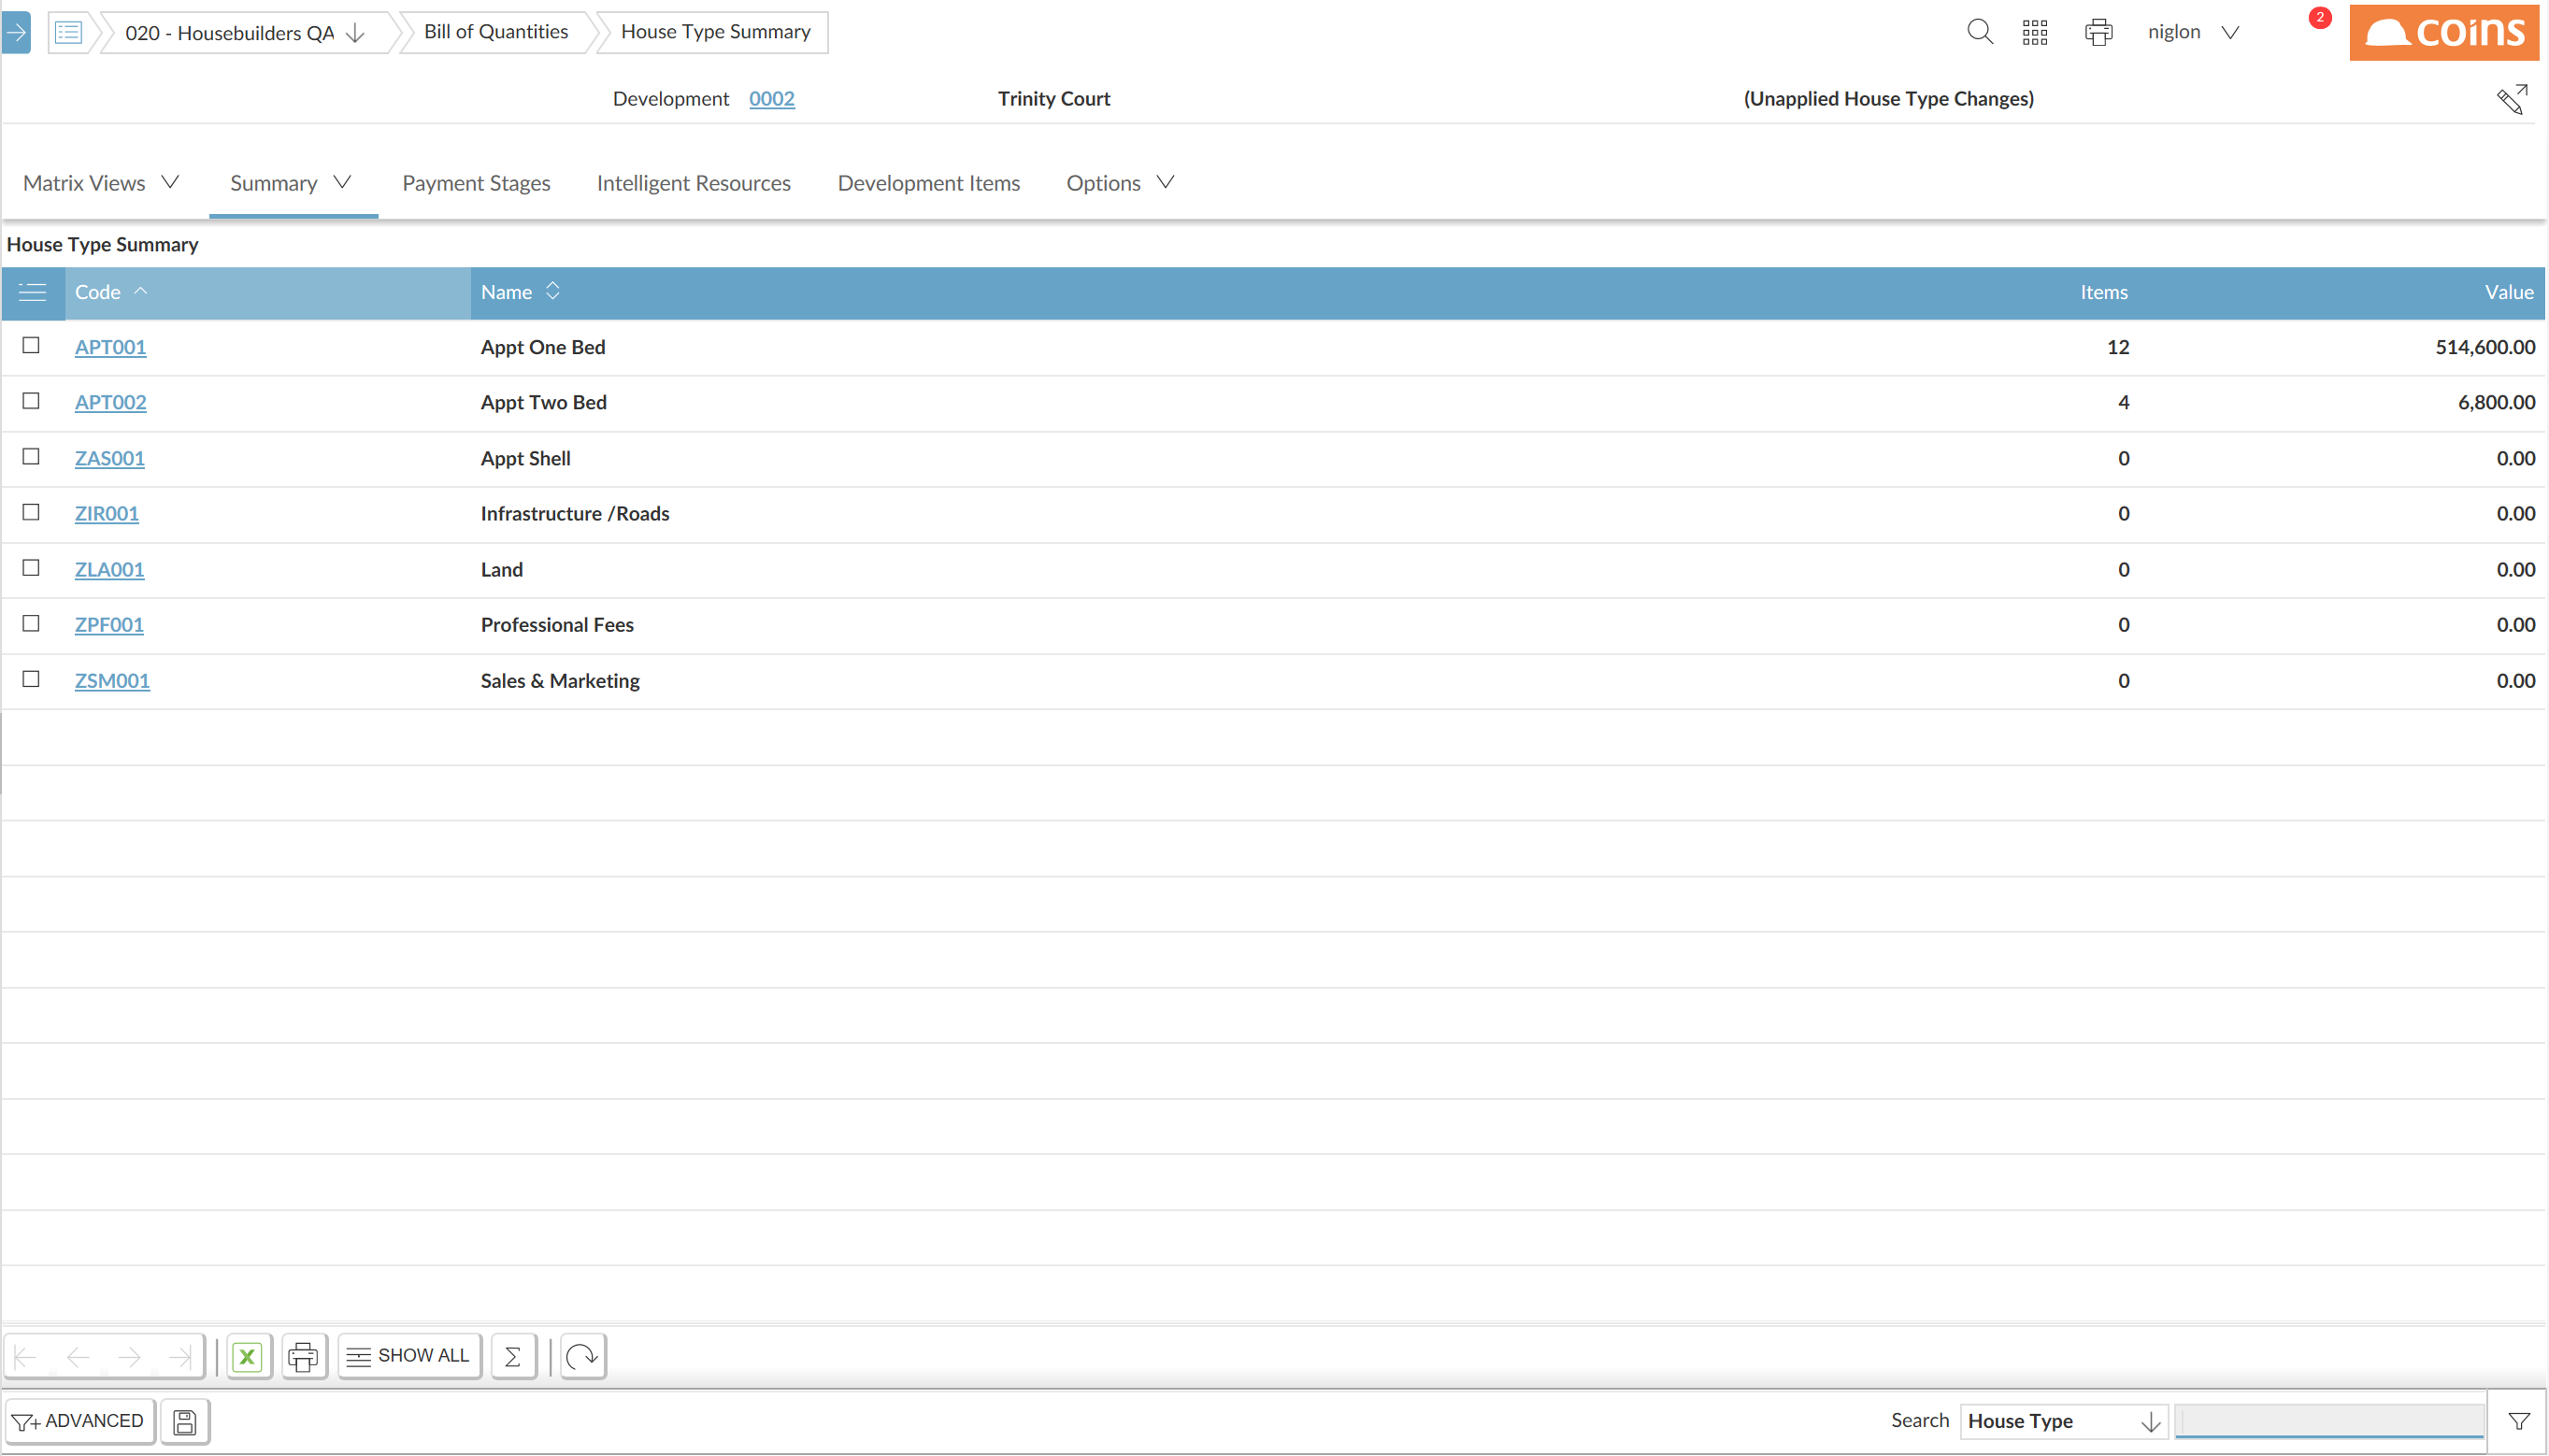 020 - Housebuilders QA Bill of Quantities House Type Summary niglon 2 coins
Development 0002 Trinity Court (Unapplied House Type Changes)
Matrix Views Summary Payment Stages Intelligent Resources Development Items Options
House Type Summary
Code Name Items Value
APT001 Appt One Bed 12 514,600.00
APT002 Appt Two Bed 4 6,800.00
ZAS001 Appt Shell 0 0.00
ZIR001 Infrastructure /Roads 0 0.00
ZLA001 Land 0 0.00
ZPF001 Professional Fees 0 0.00
ZSM001 Sales & Marketing 0 0.00
SHOW ALL
ADVANCED Search House Type